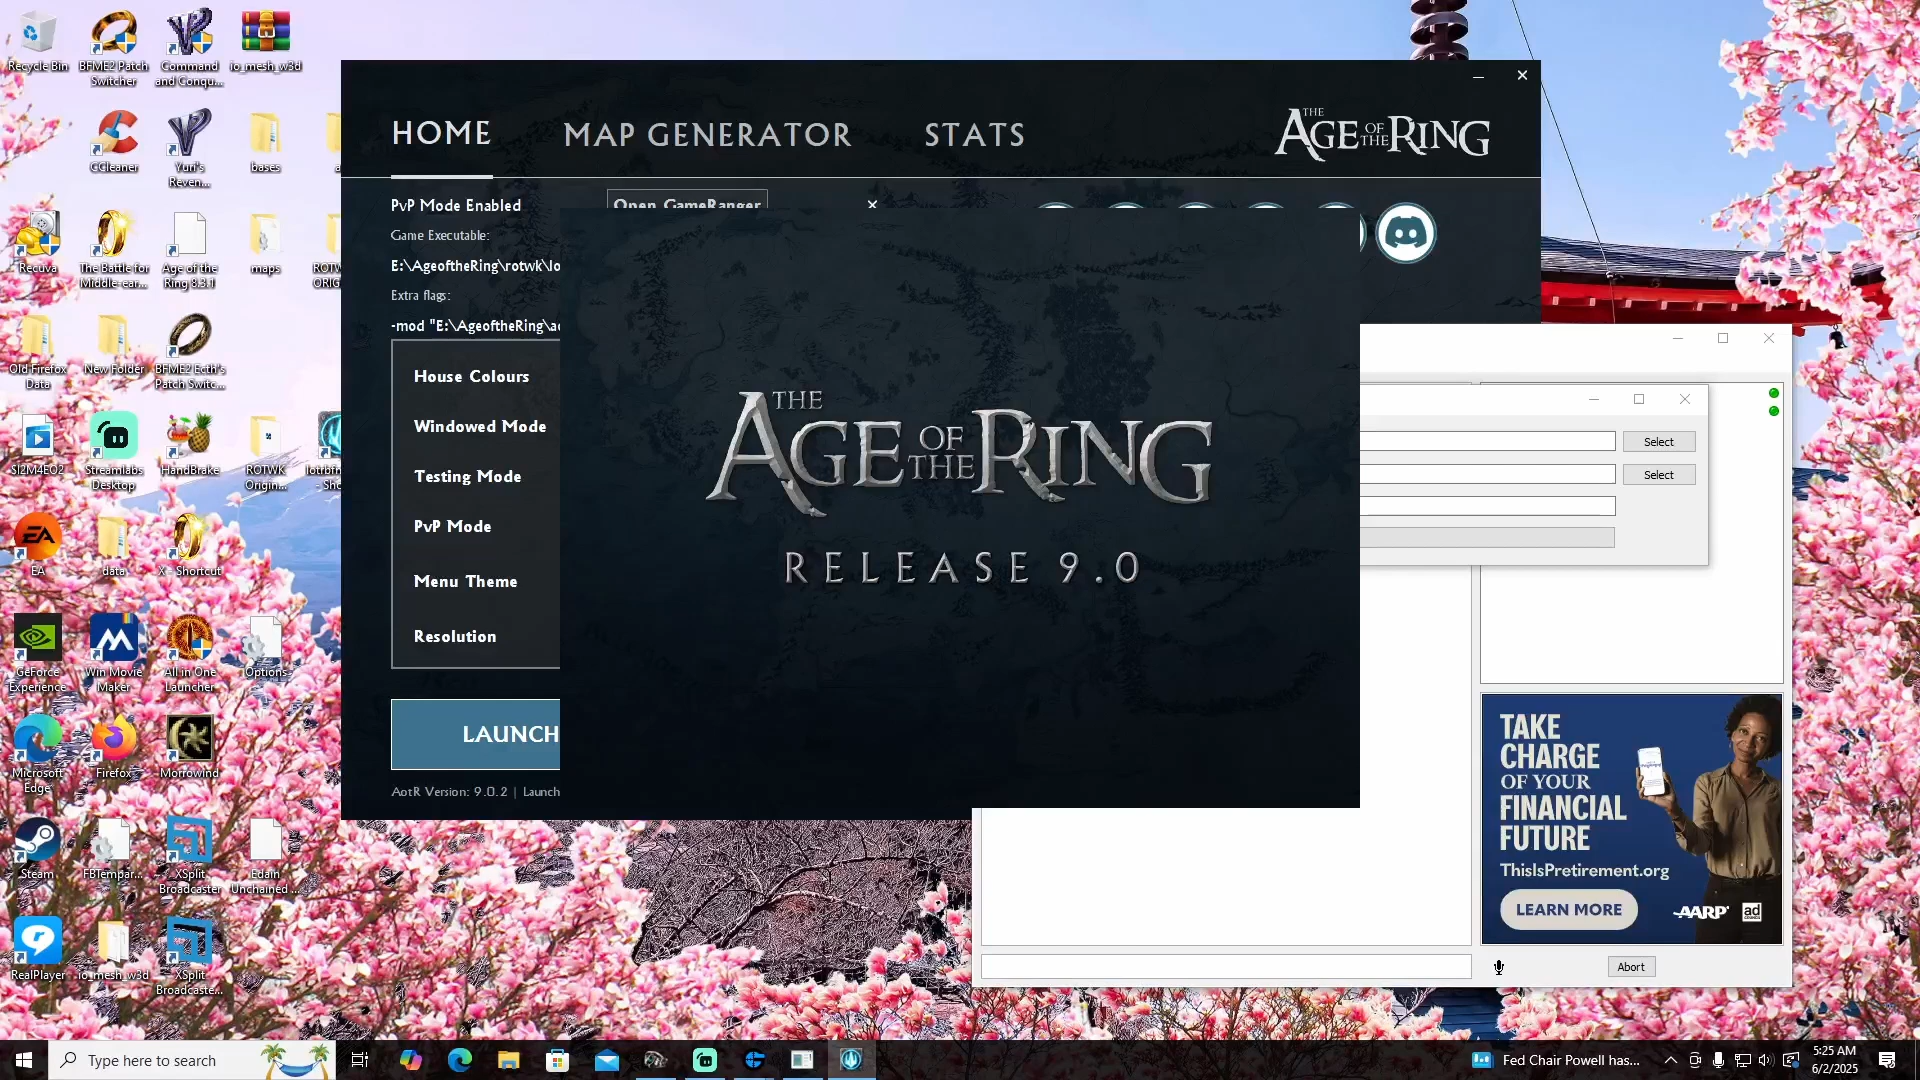 Recycle Bin
BFME2 Patch
Switcher
Command
and Conqu...
io_mesh_w3d
CCleaner
Yuri's
Reven...
bases
Recuva
The Battle for
Middle-ear...
Age of the
Ring 8.3.1
maps
ROTW
ORIG
Old Firefox
Data
New Folder
BFME2 Ecth's
Patch Switc...
SI2M4EO2
Streamlabs
Desktop
HandBrake
ROTWK
Origin...
lotrbfm
- Sho
EA
data
X - Shortcut
GeForce
Experience
Win Movie
Maker
All in One
Launcher
Options
Microsoft
Edge
Firefox
Morrowind
Steam
FBTempar...
XSplit
Broadcaster
Edain
Unchained ...
RealPlayer
io_mesh_w3d
XSplit
Broadcaste...
HOME
MAP GENERATOR
STATS
THE AGE OF THE RING
PvP Mode Enabled
Open GameRanger
Game Executable:
E:\AgeoftheRing\rotwk\lo
Extra flags:
-mod "E:\AgeoftheRing\ao
House Colours
Windowed Mode
Testing Mode
PvP Mode
Menu Theme
Resolution
LAUNCH
AotR Version: 9.0.2 | Launch
THE AGE OF THE RING
RELEASE 9.0
Select
Select
TAKE
CHARGE
OF YOUR
FINANCIAL
FUTURE
ThisIsPretirement.org
LEARN MORE
AARP
ad
Abort
Type here to search
Fed Chair Powell has...
5:25 AM
6/2/2025